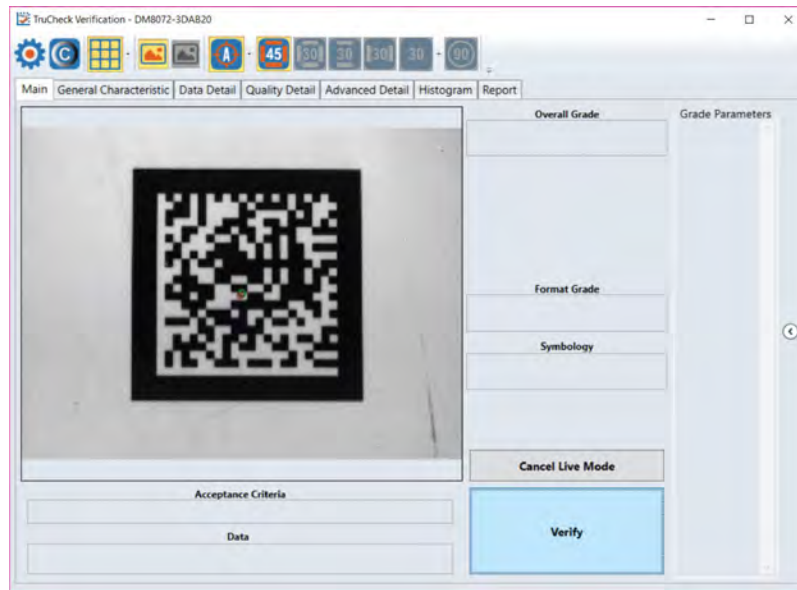 TruCheck Verification - DM8072-3DAB20
C A 45 30 30 30 30 90
Main General Characteristic Data Detail Quality Detail Advanced Detail Histogram Report
Overall Grade
Grade Parameters
Format Grade
Symbology
Cancel Live Mode
Acceptance Criteria
Verify
Data